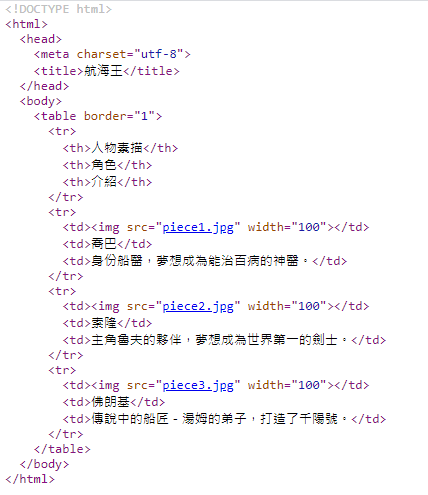 <!DOCTYPE html>
<html>
<head>
<meta charset="utf-8">
<title>航海王</title>
</head>
<body>
<table border="1">
<tr>
<th>人物素描</th>
<th>角色</th>
<th>介紹</th>
</tr>
<tr>
<td><img src="piece1.jpg" width="100"></td>
<td>喬巴</td>
<td>身份船醫，夢想成為能治百病的神醫。</td>
</tr>
<tr>
<td><img src="piece2.jpg" width="100"></td>
<td>索隆</td>
<td>主角魯夫的夥伴，夢想成為世界第一的劍士。</td>
</tr>
<tr>
<td><img src="piece3.jpg" width="100"></td>
<td>佛朗基</td>
<td>傳說中的船匠－湯姆的弟子，打造了千陽號。</td>
</tr>
</table>
</body>
</html>